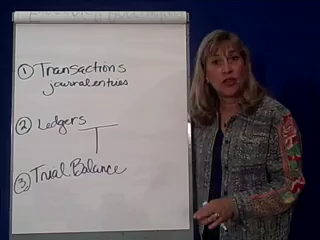 ① Transactions
journal entries
② Ledgers
③ Trial Balance